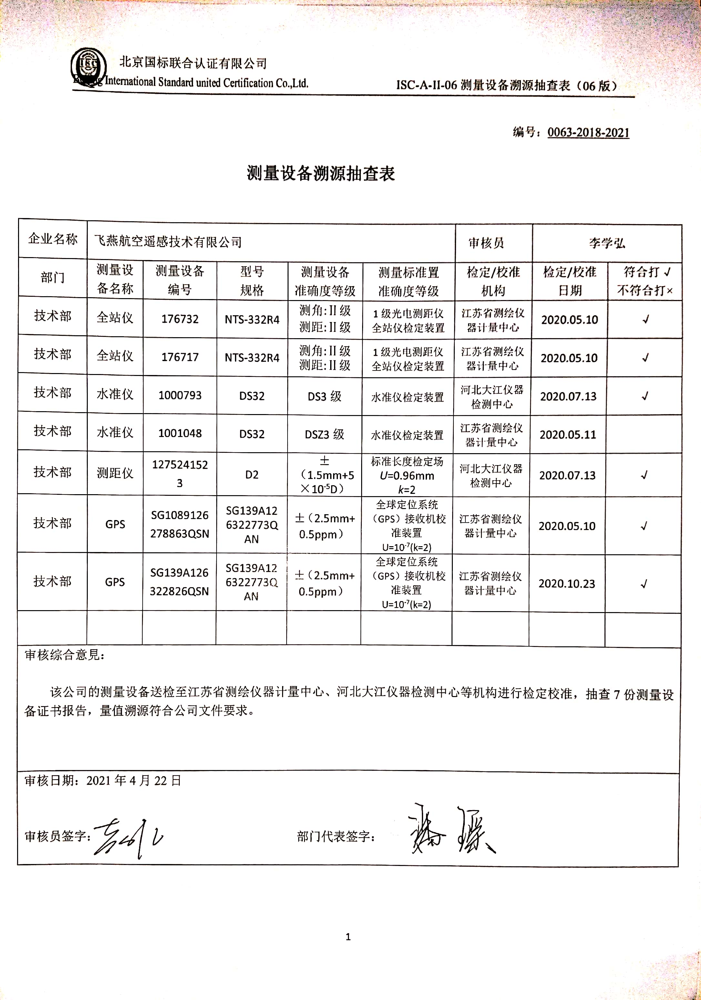 北京国标联合认证有限公司
Beijing International Standard united Certification Co.,Ltd.
ISC-A-II-06 测量设备溯源抽查表（06 版）
编号：0063-2018-2021
测量设备溯源抽查表
企业名称 飞燕航空遥感技术有限公司 审核员 李学弘
部门 测量设备名称 测量设备编号 型号规格 测量设备准确度等级 测量标准置准确度等级 检定/校准机构 检定/校准日期 符合打√不符合打×
技术部 全站仪 176732 NTS-332R4 测角:Ⅱ级 测距:Ⅱ级 1级光电测距仪全站仪检定装置 江苏省测绘仪器计量中心 2020.05.10 √
技术部 全站仪 176717 NTS-332R4 测角:Ⅱ级 测距:Ⅱ级 1级光电测距仪全站仪检定装置 江苏省测绘仪器计量中心 2020.05.10 √
技术部 水准仪 1000793 DS32 DS3 级 水准仪检定装置 河北大江仪器检测中心 2020.07.13 √
技术部 水准仪 1001048 DS32 DSZ3 级 水准仪检定装置 江苏省测绘仪器计量中心 2020.05.11
技术部 测距仪 1275241523 D2 ±（1.5mm+5×10⁻⁵D） 标准长度检定场 U=0.96mm k=2 河北大江仪器检测中心 2020.07.13 √
技术部 GPS SG1089126278863QSN SG139A126322773QAN ±（2.5mm+0.5ppm） 全球定位系统（GPS）接收机校准装置 U=10⁻⁷(k=2) 江苏省测绘仪器计量中心 2020.05.10 √
技术部 GPS SG139A126322826QSN SG139A126322773QAN ±（2.5mm+0.5ppm） 全球定位系统（GPS）接收机校准装置 U=10⁻⁷(k=2) 江苏省测绘仪器计量中心 2020.10.23 √
审核综合意见：
该公司的测量设备送检至江苏省测绘仪器计量中心、河北大江仪器检测中心等机构进行检定校准，抽查 7 份测量设
备证书报告，量值溯源符合公司文件要求。
审核日期：2021 年 4 月 22 日
审核员签字： 部门代表签字：
1